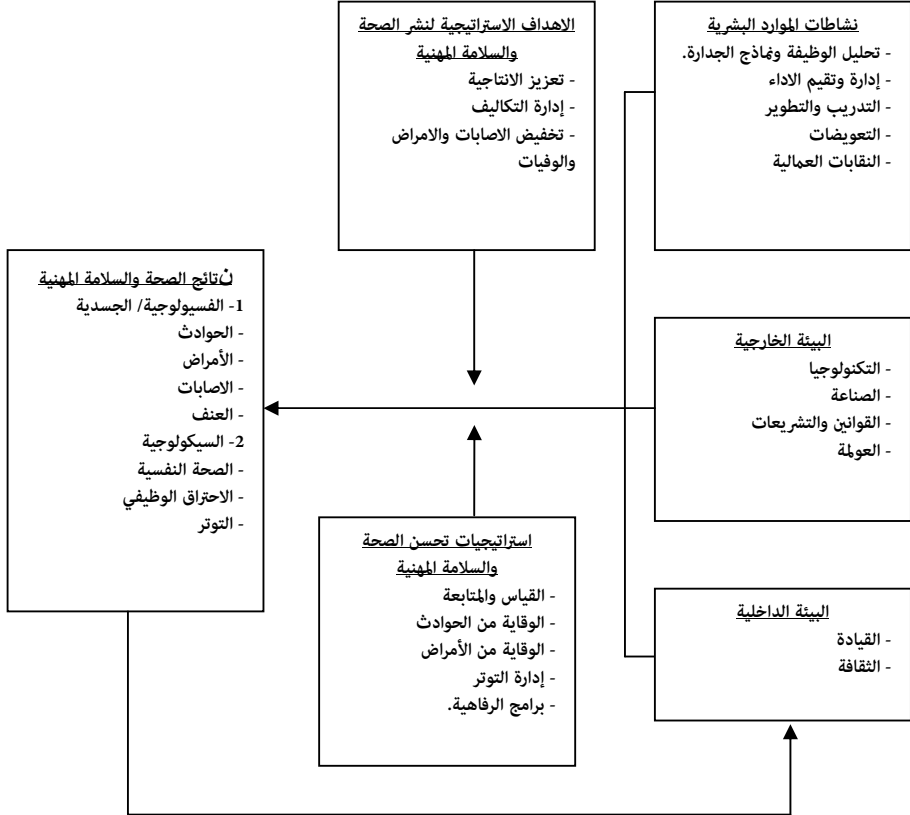 نشاطات الموارد البشرية
- تحليل الوظيفة ونماذج الجدارة.
- إدارة وتقيم الاداء
- التدريب والتطوير
- التعويضات
- النقابات العمالية
الاهداف الاستراتيجية لنشر الصحة
والسلامة المهنية
- تعزيز الانتاجية
- إدارة التكاليف
- تخفيض الاصابات والامراض
والوفيات
البيئة الخارجية
- التكنولوجيا
- الصناعة
- القوانين والتشريعات
- العولمة
نتائج الصحة والسلامة المهنية
1- الفسيولوجية/ الجسدية
- الحوادث
- الأمراض
- الاصابات
- العنف
2- السيكولوجية
- الصحة النفسية
- الاحتراق الوظيفي
- التوتر
استراتيجيات تحسن الصحة
والسلامة المهنية
- القياس والمتابعة
- الوقاية من الحوادث
- الوقاية من الأمراض
- إدارة التوتر
- برامج الرفاهية.
البيئة الداخلية
- القيادة
- الثقافة